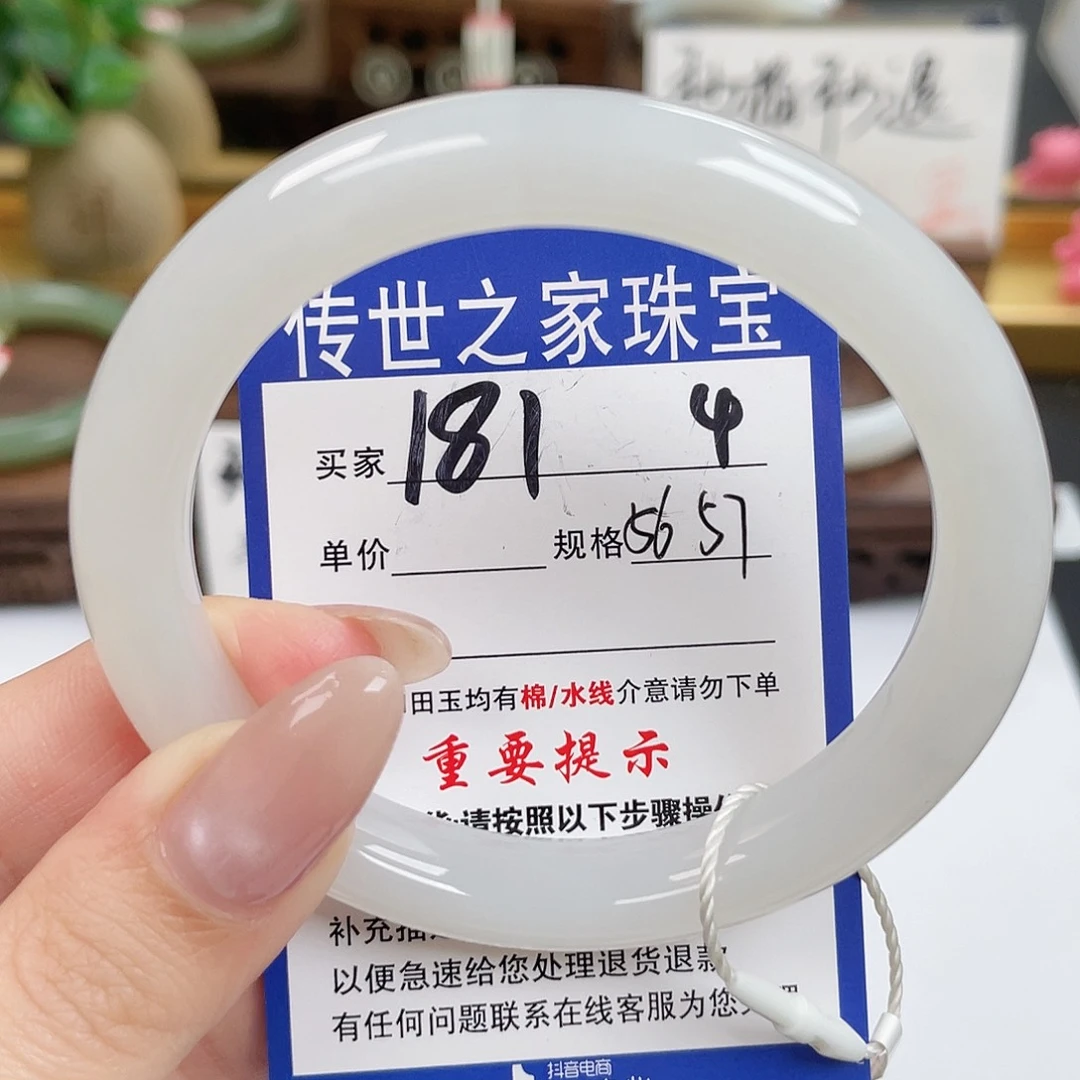 传世之家珠宝
买家 181 4
单价 规格 56 57
田玉均有棉/水线介意请勿下单
重要提示
请按照以下步骤操作
补充
以便急速给您处理退货退款
有任何问题联系在线客服为您
抖音电商